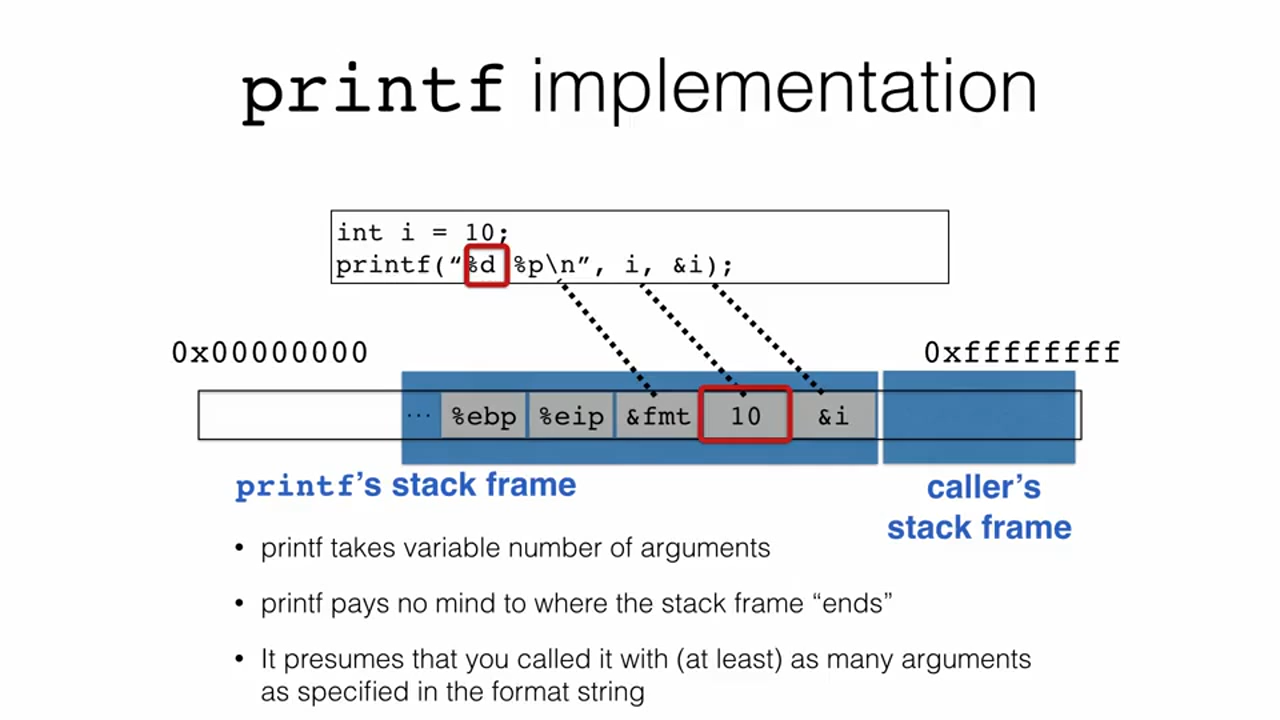 printf implementation
int i = 10;
printf(“%d %p\n”, i, &i);
0x00000000
0xffffffff
... %ebp %eip &fmt 10 &i
printf’s stack frame
caller’s
stack frame
• printf takes variable number of arguments
• printf pays no mind to where the stack frame “ends”
• It presumes that you called it with (at least) as many arguments
as specified in the format string